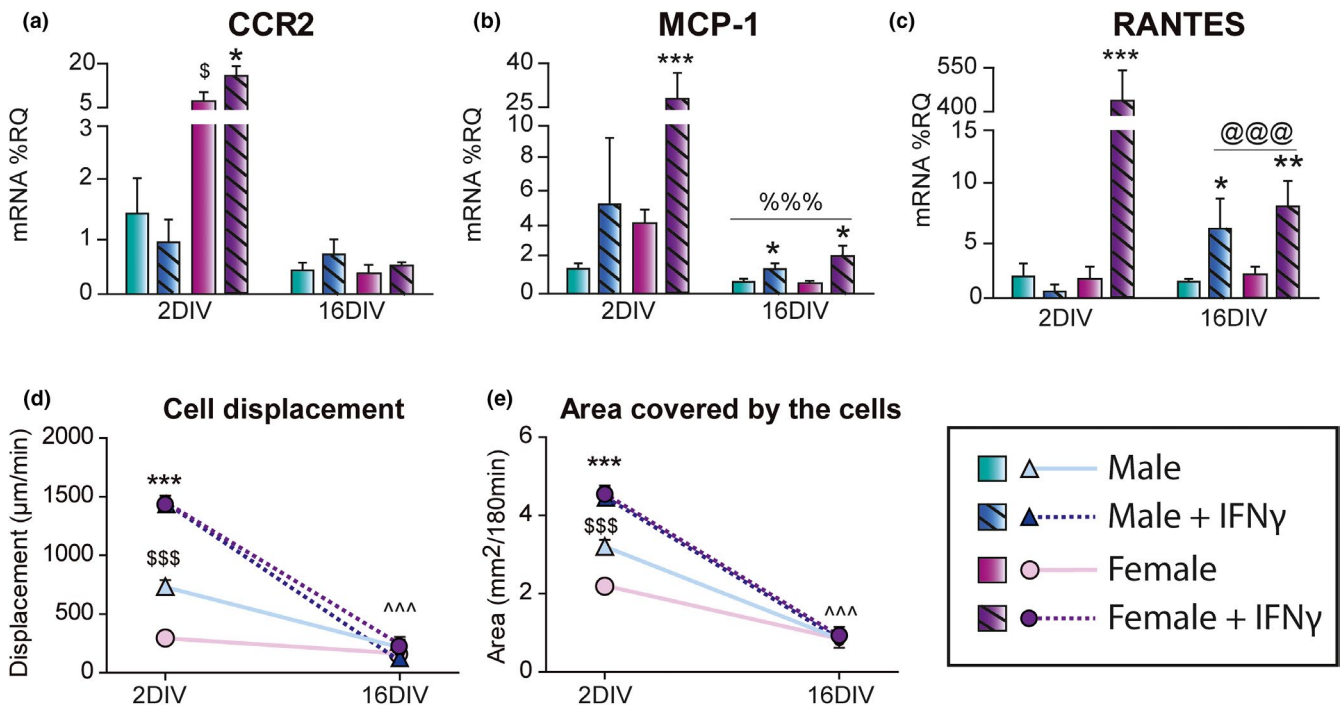 (a) CCR2
mRNA %RQ
20
5
3
2
1
0
$
*
2DIV 16DIV
(b) MCP-1
mRNA %RQ
40
25
10
8
6
4
2
0
***
%%%
* *
2DIV 16DIV
(c) RANTES
mRNA %RQ
550
400
15
10
5
0
***
@@@
* **
2DIV 16DIV
(d) Cell displacement
Displacement (µm/min)
2000
1500
1000
500
0
***
$$$
^^^
2DIV 16DIV
(e) Area covered by the cells
Area (mm2/180min)
6
4
2
0
***
$$$
^^^
2DIV 16DIV
Male
Male + IFNγ
Female
Female + IFNγ